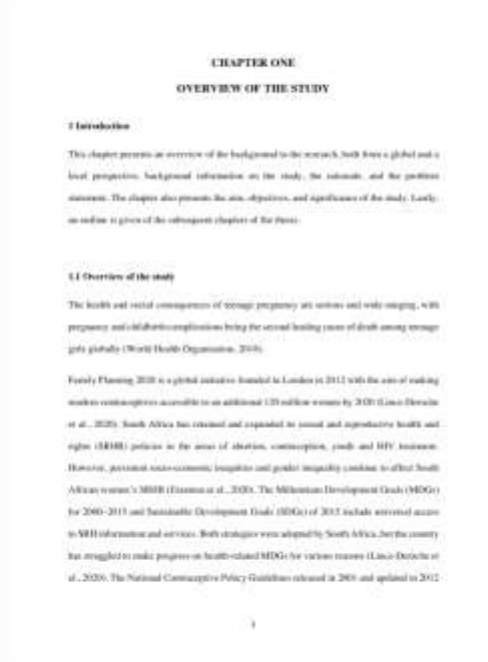 CHAPTER ONE
OVERVIEW OF THE STUDY
1 Introduction
This chapter presents an overview of the background to the research, both from a global and a
local perspective, background information on the study, the rationale, and the problem
statement. The chapter also presents the aim, objectives, and significance of the study. Lastly,
an outline is given of the subsequent chapters of the thesis.
1.1 Overview of the study
The health and social consequences of teenage pregnancy are serious and wide-ranging, with
pregnancy and childbirth complications being the second leading cause of death among teenage
girls globally (World Health Organisation,
Family Planning 2020 is a global initiative founded in London in 2012 with the aim of making
modern contraceptives accessible to an additional 120 million women by 2020
et al., 2020). South Africa has retained and expanded its sexual and reproductive health and
rights (SRHR) policies in the areas of abortion, contraception, youth and HIV treatment.
However, persistent socio-economic inequities and gender inequality continue to affect South
African women's SRHR et al., 2020). The Millennium Development Goals (MDGs)
for 2000–2015 and Sustainable Development Goals (SDGs) of 2015 include universal access
to SRH information and services. Both strategies were adopted by South Africa, but the country
has struggled to make progress on health-related MDGs for various reasons et
al., 2020). The National Contraceptive Policy Guidelines released in 2001 and updated in 2012
1